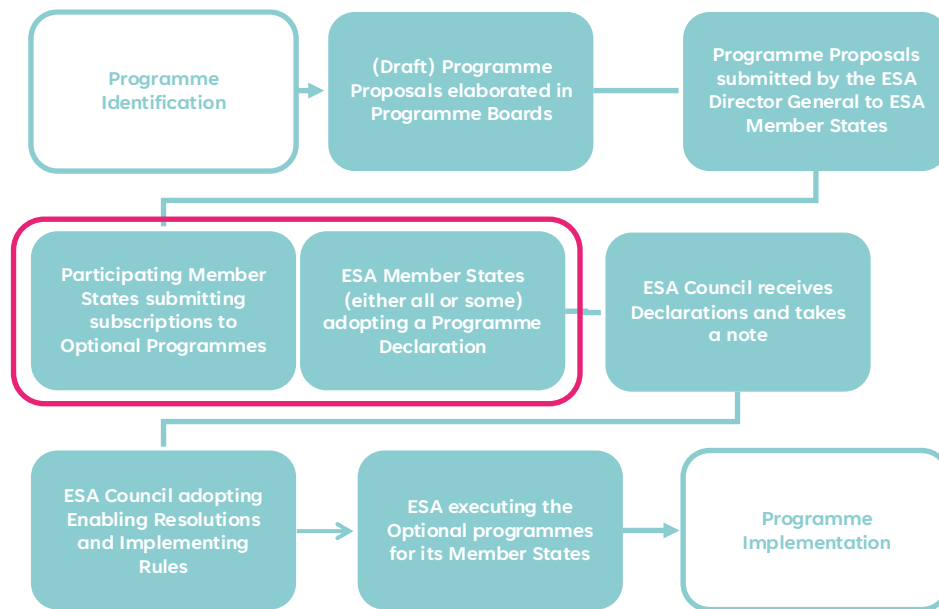 Programme
Identification
(Draft) Programme
Proposals elaborated in
Programme Boards
Programme Proposals
submitted by the ESA
Director General to ESA
Member States
Participating Member
States submitting
subscriptions to
Optional Programmes
ESA Member States
(either all or some)
adopting a Programme
Declaration
ESA Council receives
Declarations and takes
a note
ESA Council adopting
Enabling Resolutions
and Implementing
Rules
ESA executing the
Optional programmes
for its Member States
Programme
Implementation